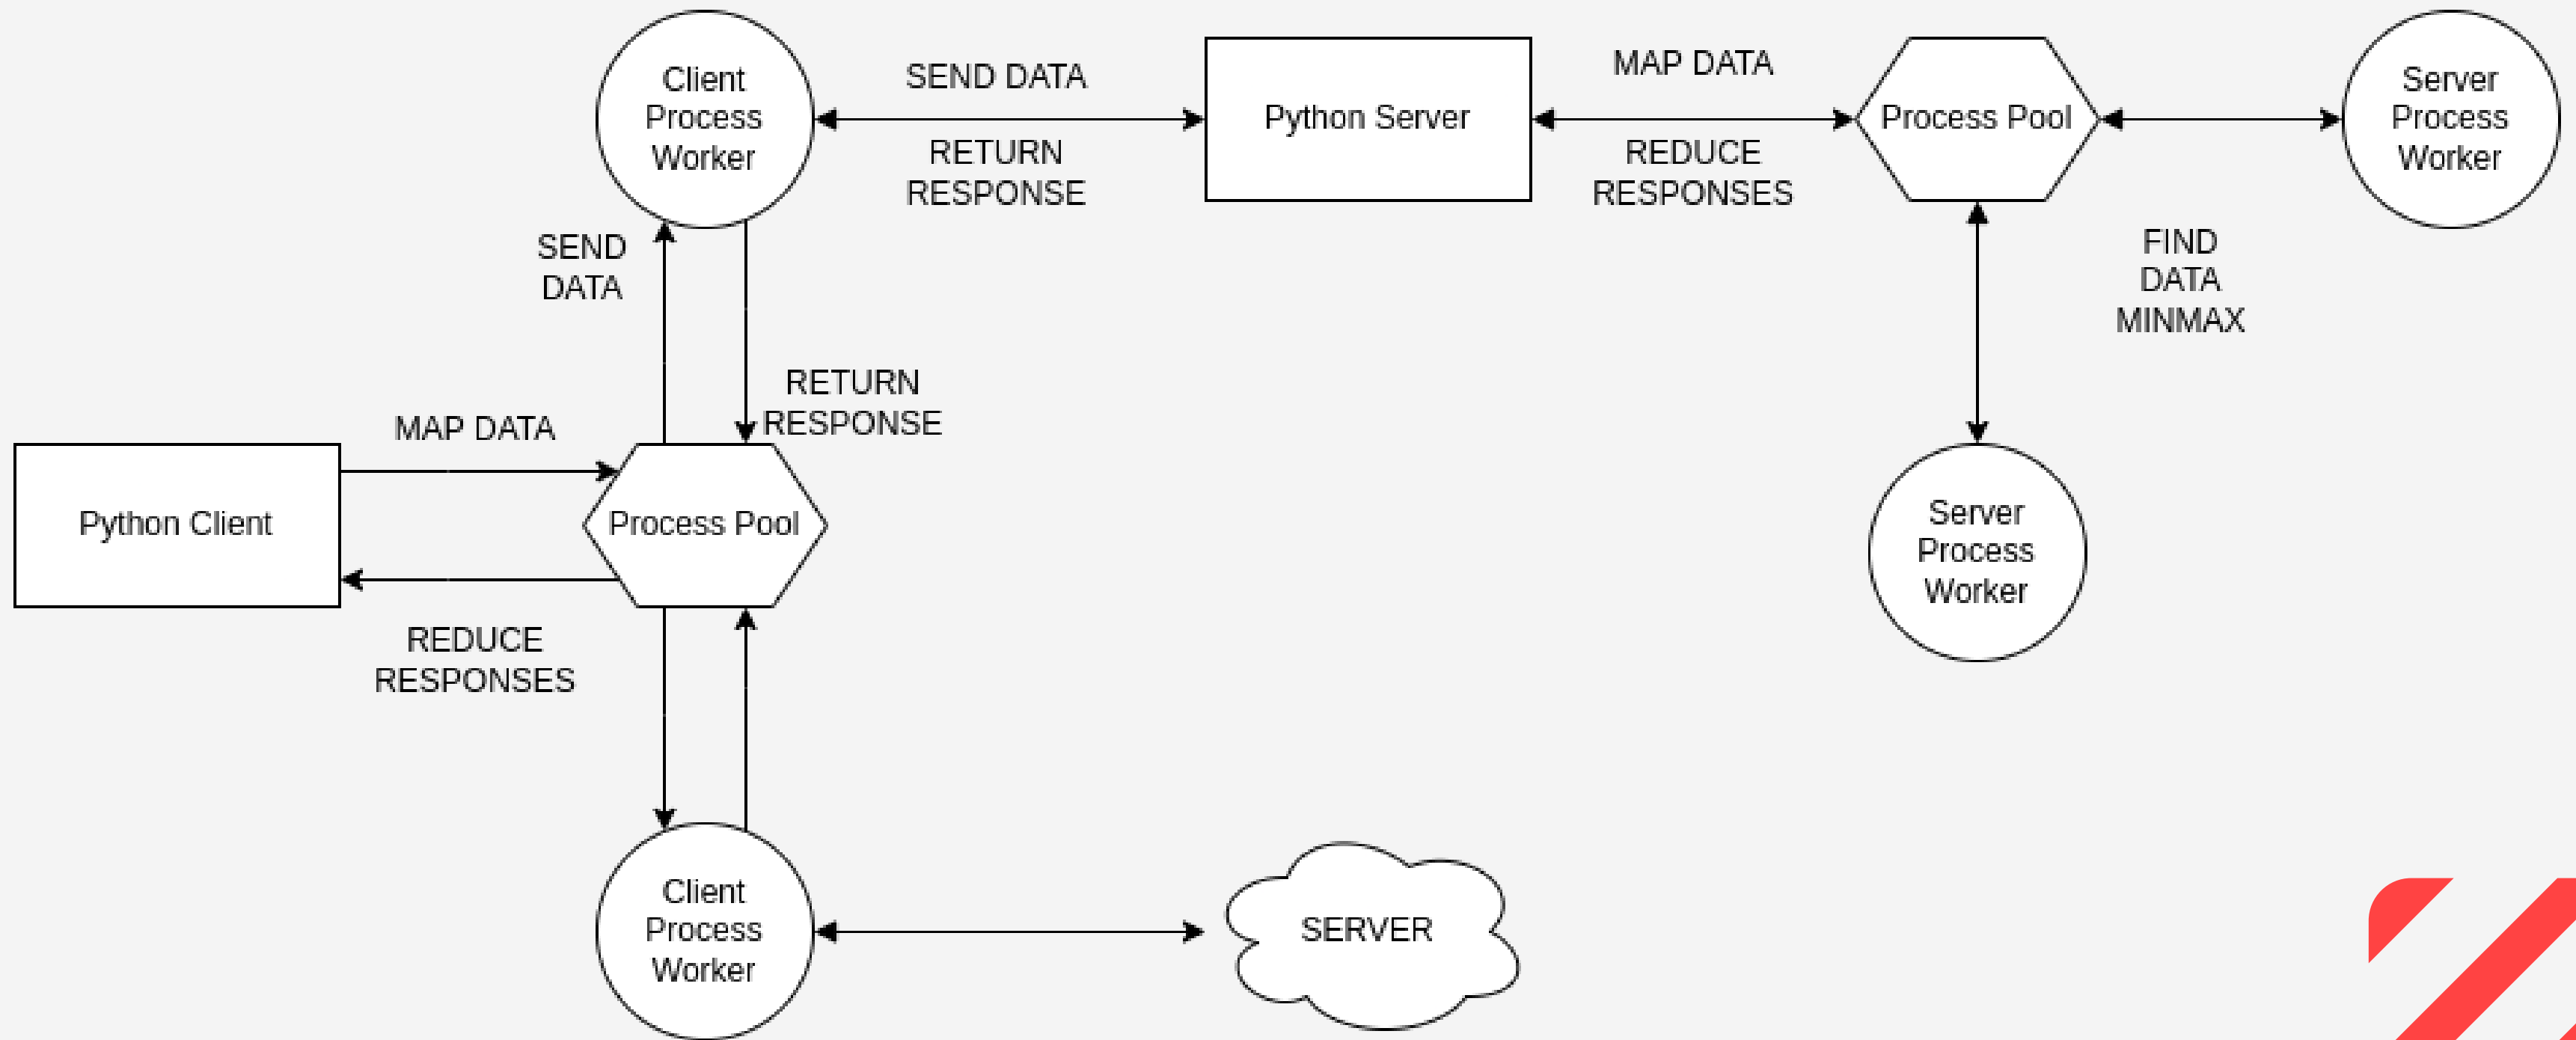 Client
Process
Worker
SEND DATA
RETURN
RESPONSE
Python Server
MAP DATA
REDUCE
RESPONSES
Process Pool
Server
Process
Worker
SEND
DATA
FIND
DATA
MINMAX
RETURN
RESPONSE
MAP DATA
Python Client
Process Pool
REDUCE
RESPONSES
Server
Process
Worker
Client
Process
Worker
SERVER